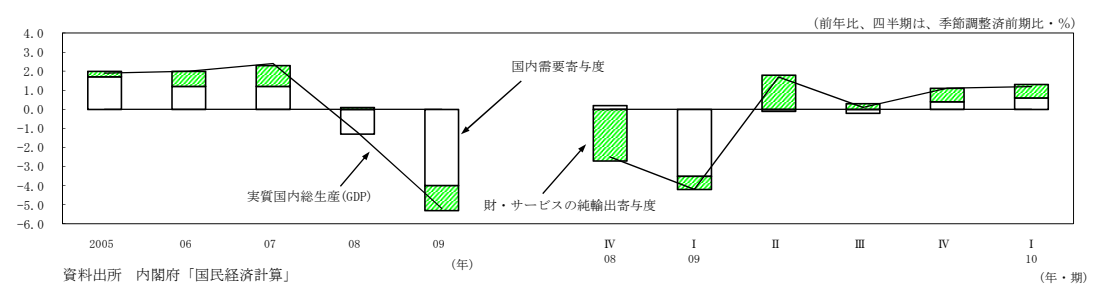 (前年比、四半期は、季節調整済前期比・%)
4.0
3.0
2.0
1.0
0.0
-1.0
-2.0
-3.0
-4.0
-5.0
-6.0
国内需要寄与度
実質国内総生産(GDP)
財・サービスの純輸出寄与度
2005 06 07 08 09 Ⅳ Ⅰ Ⅱ Ⅲ Ⅳ Ⅰ
08 09 10
(年)
(年・期)
資料出所 内閣府「国民経済計算」